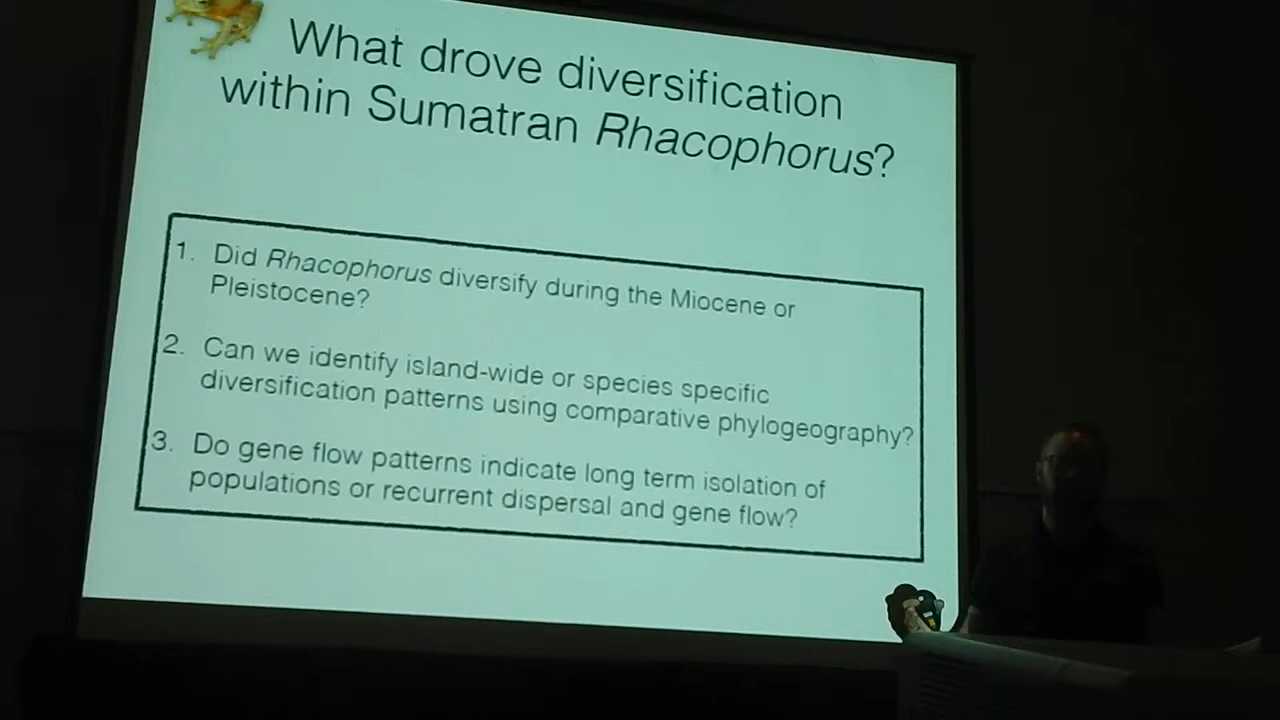 What drove diversification
within Sumatran Rhacophorus?
1. Did Rhacophorus diversify during the Miocene or
Pleistocene?
2. Can we identify island-wide or species specific
diversification patterns using comparative phylogeography?
3. Do gene flow patterns indicate long term isolation of
populations or recurrent dispersal and gene flow?